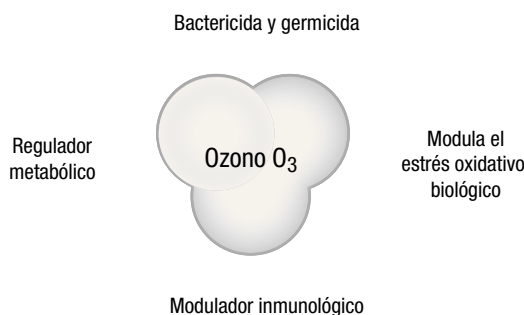 Bactericida y germicida
Regulador
metabólico
Ozono O₃
Modula el
estrés oxidativo
biológico
Modulador inmunológico